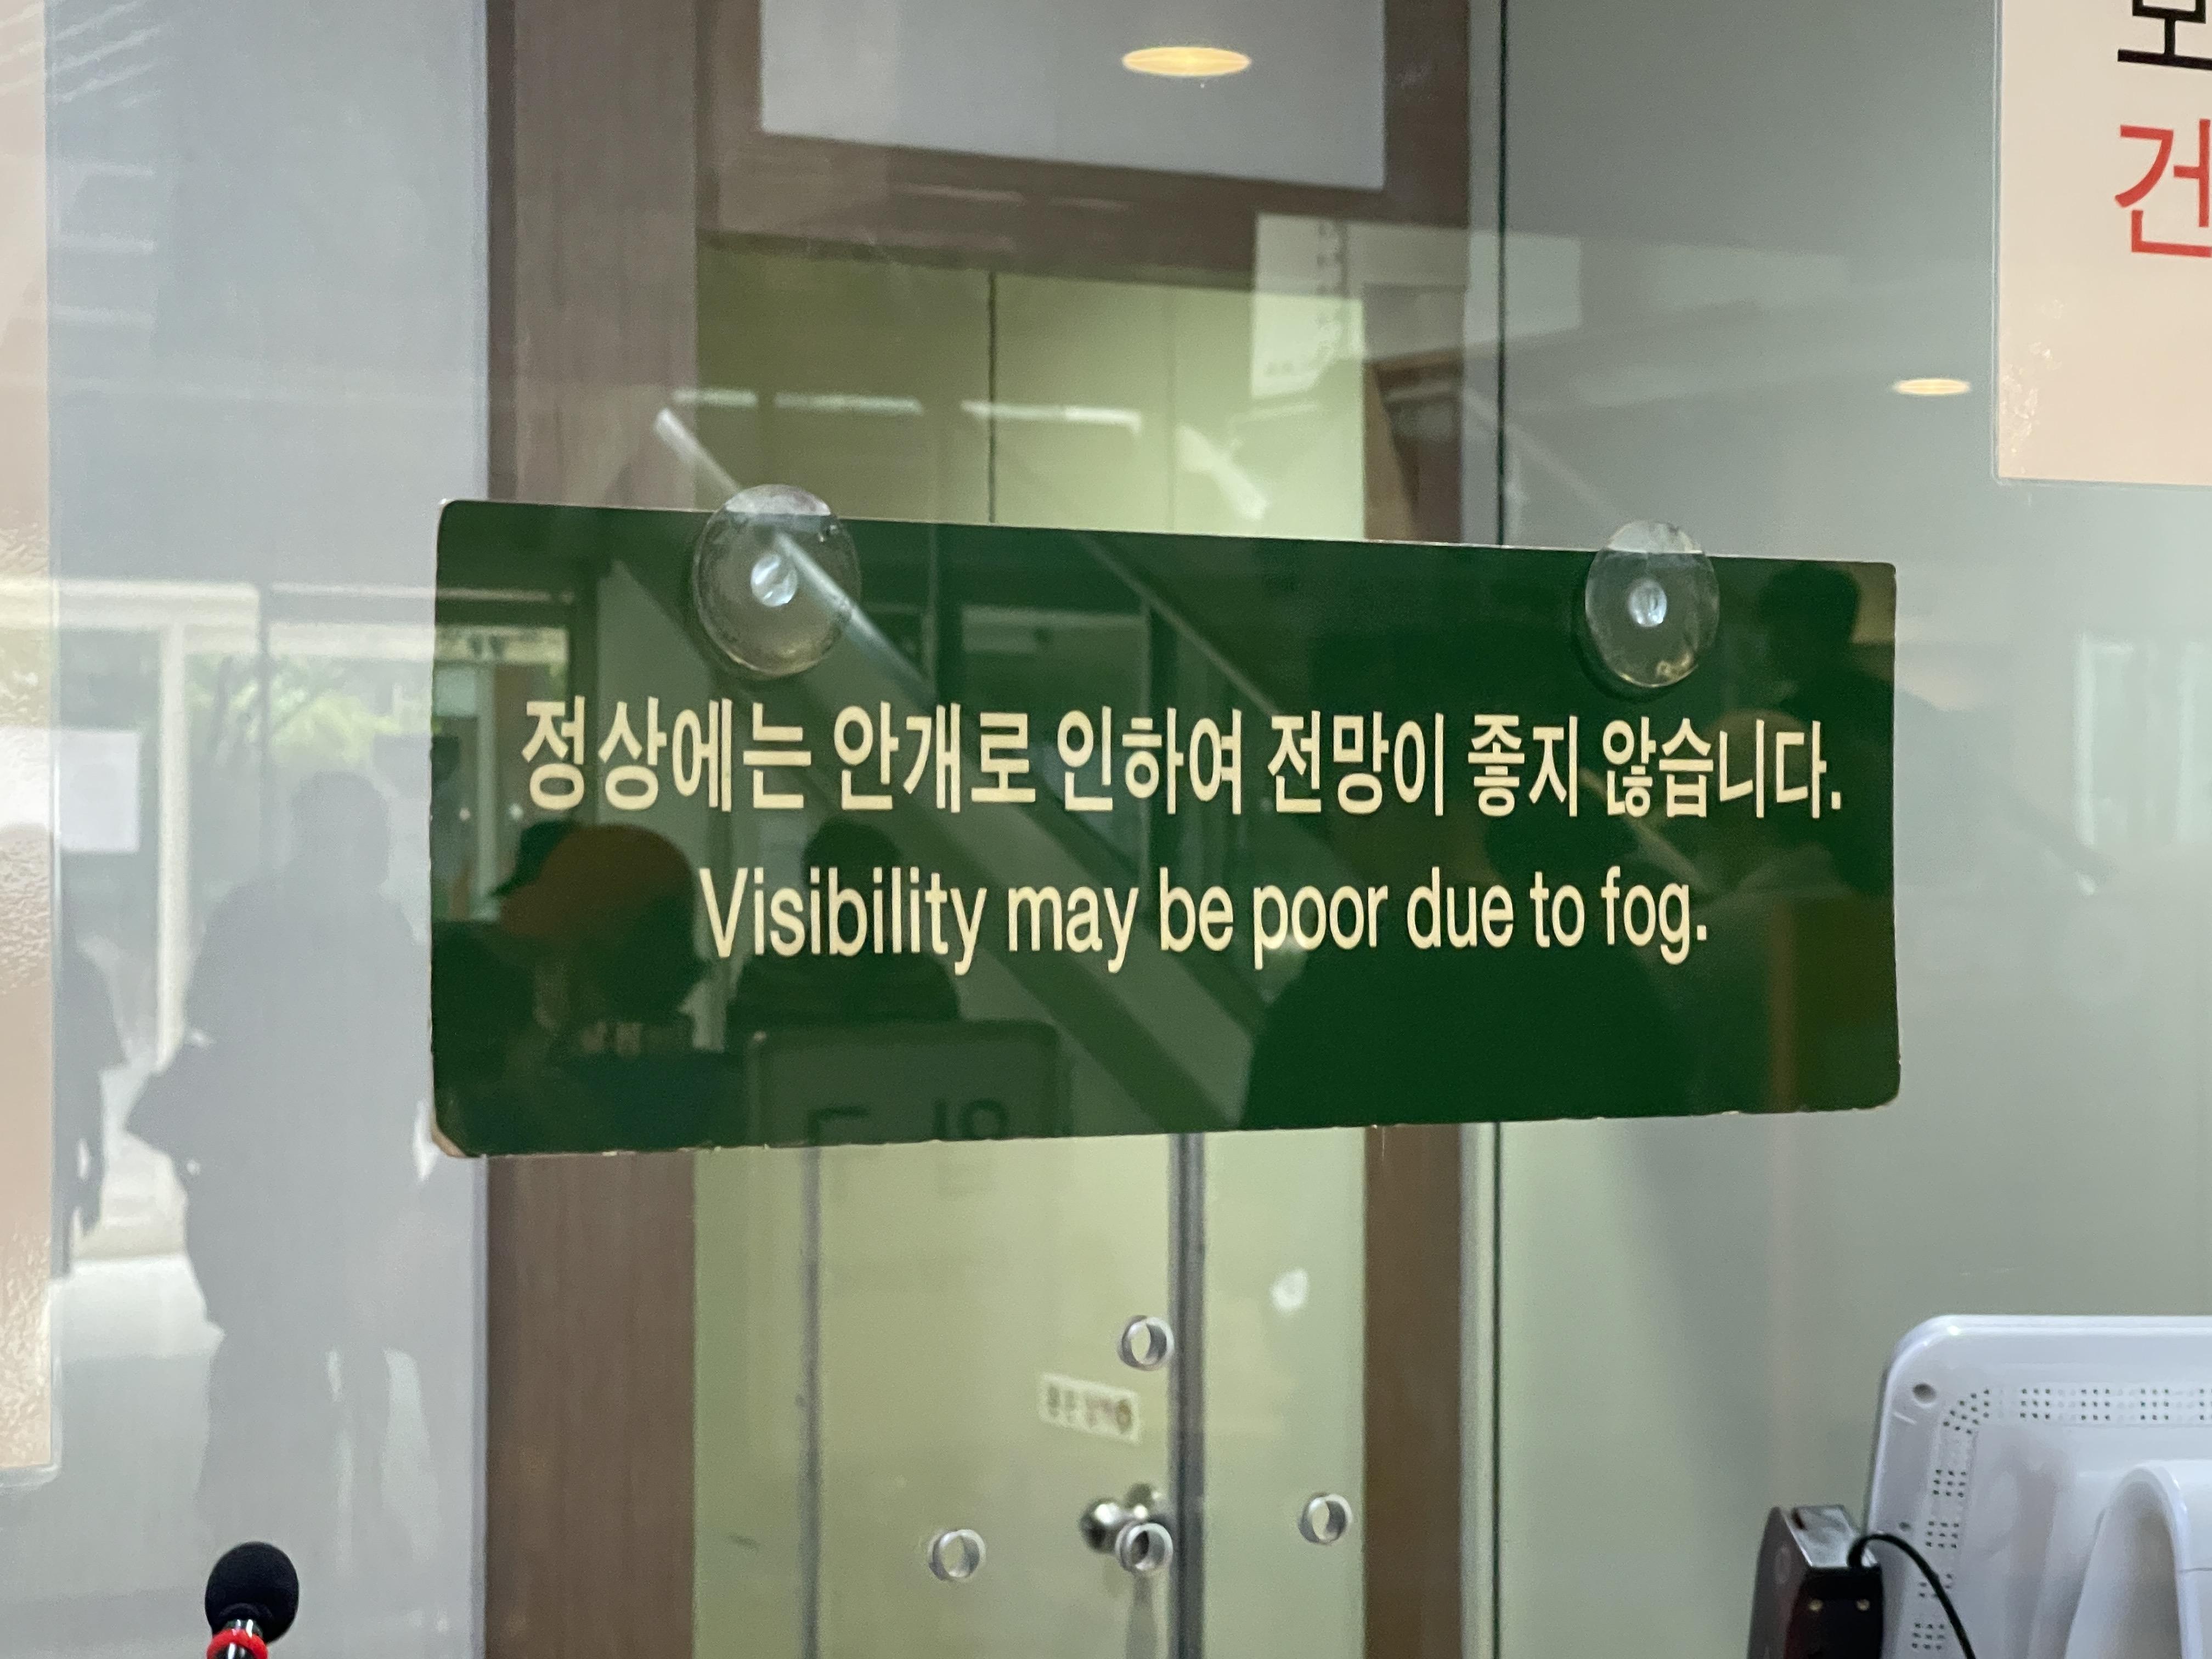 정상에는 안개로 인하여 전망이 좋지 않습니다.
Visibility may be poor due to fog.
건